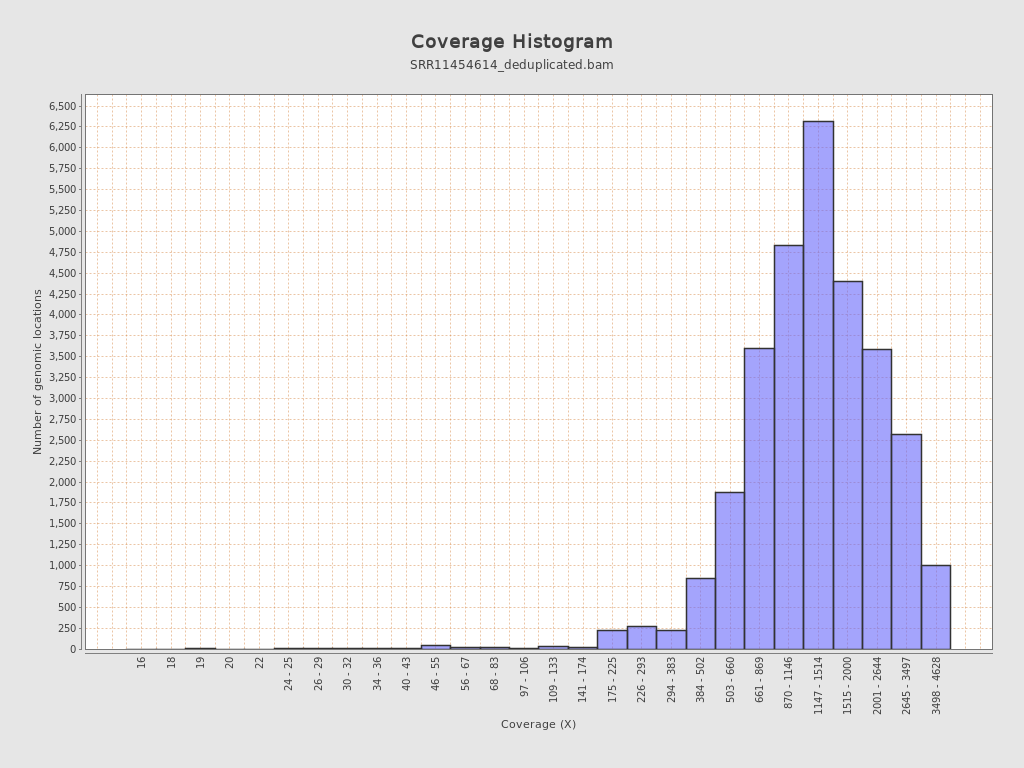 Coverage Histogram
SRR11454614_deduplicated.bam
Number of genomic locations
6,500
6,250
6,000
5,750
5,500
5,250
5,000
4,750
4,500
4,250
4,000
3,750
3,500
3,250
3,000
2,750
2,500
2,250
2,000
1,750
1,500
1,250
1,000
750
500
250
0
16
18
19
20
22
24 - 25
26 - 29
30 - 32
34 - 36
40 - 43
46 - 55
56 - 67
68 - 83
97 - 106
109 - 133
141 - 174
175 - 225
226 - 293
294 - 383
384 - 502
503 - 660
661 - 869
870 - 1146
1147 - 1514
1515 - 2000
2001 - 2644
2645 - 3497
3498 - 4628
Coverage (X)